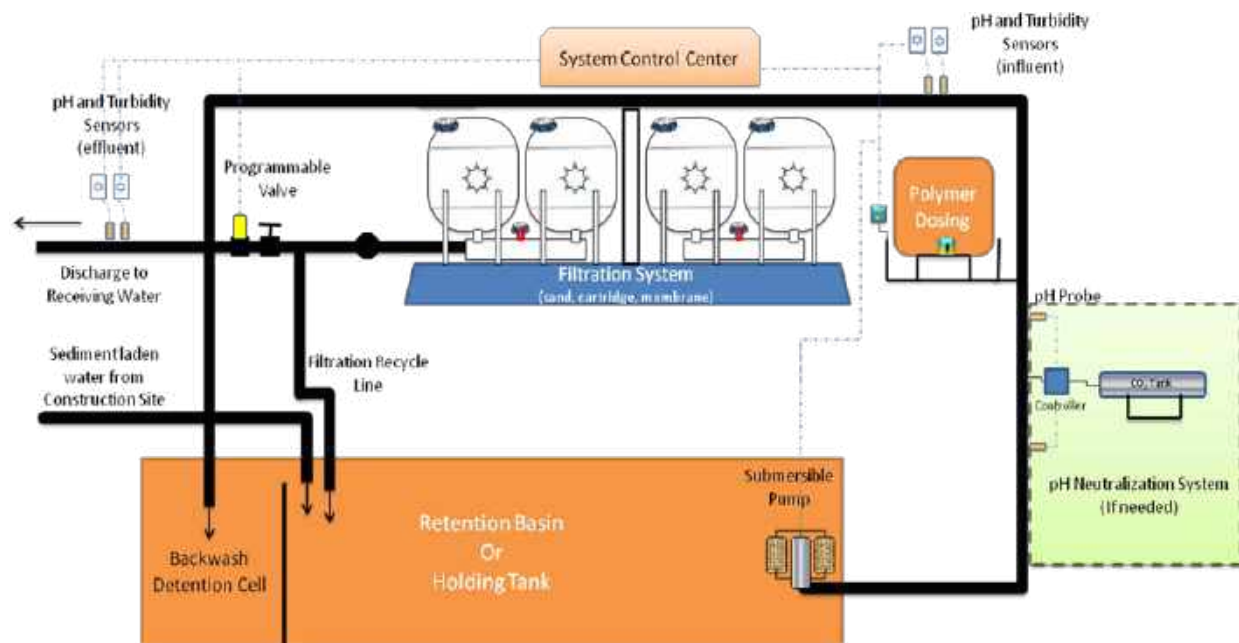 pH and Turbidity
Sensors
(influent)
System Control Center
pH and Turbidity
Sensors
(effluent)
Programmable
Valve
Polymer
Dosing
Discharge to
Receiving Water
Filtration System
(sand, cartridge, membrane)
pH Probe
Sediment laden
water from
Construction Site
Filtration Recycle
Line
CO₂ Tank
Controller
Submersible
Pump
pH Neutralization System
(If needed)
Retention Basin
Or
Holding Tank
Backwash
Detention Cell